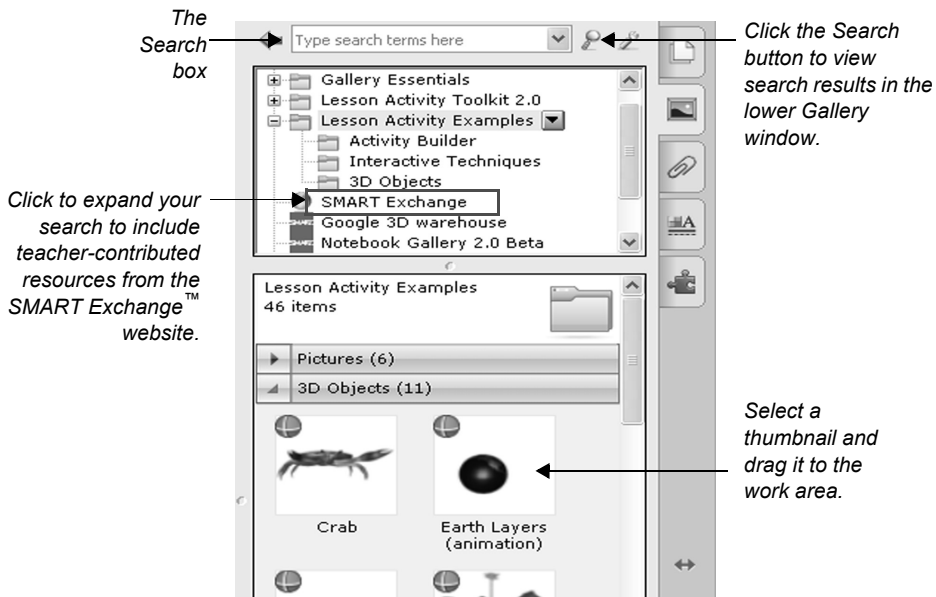 The
Search
box
Type search terms here
Click the Search
button to view
search results in the
lower Gallery
window.
Gallery Essentials
Lesson Activity Toolkit 2.0
Lesson Activity Examples
Activity Builder
Interactive Techniques
3D Objects
SMART Exchange
Google 3D warehouse
Notebook Gallery 2.0 Beta
Click to expand your
search to include
teacher-contributed
resources from the
SMART Exchange™
website.
Lesson Activity Examples
46 items
Pictures (6)
3D Objects (11)
Crab
Earth Layers
(animation)
Select a
thumbnail and
drag it to the
work area.